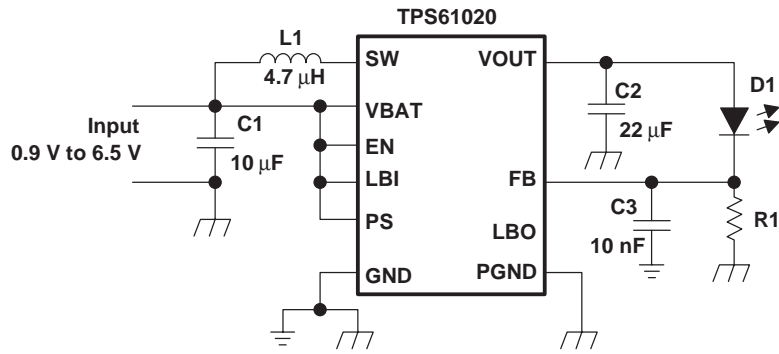 TPS61020
L1
4.7 μH
SW
VOUT
D1
C2
22 μF
VBAT
Input
0.9 V to 6.5 V
C1
10 μF
EN
LBI
FB
PS
C3
10 nF
R1
LBO
GND
PGND